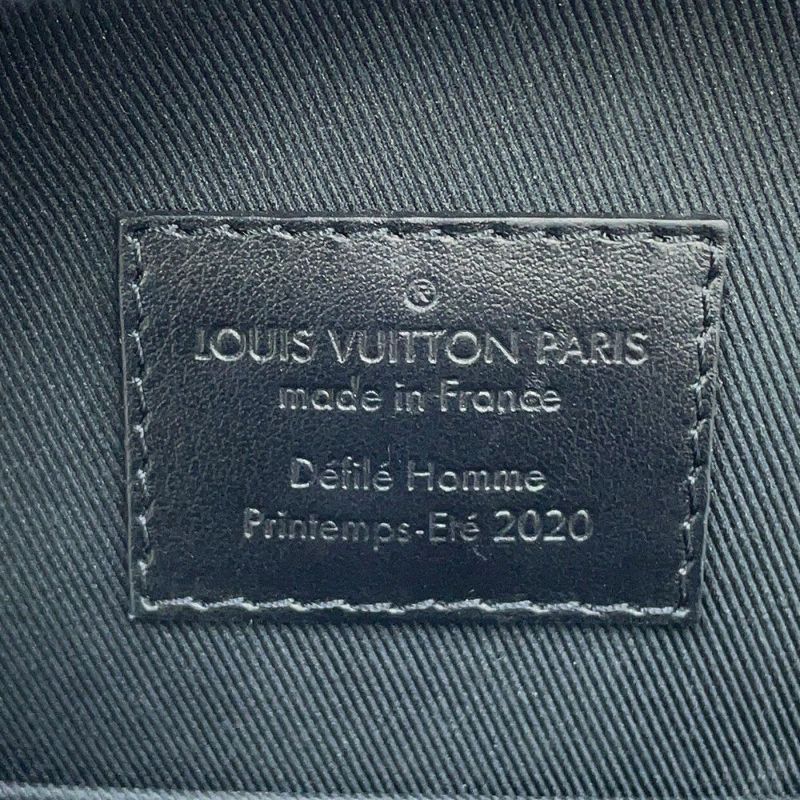 ®
LOUIS VUITTON PARIS
made in France
Défilé Homme
Printemps-Eté 2020